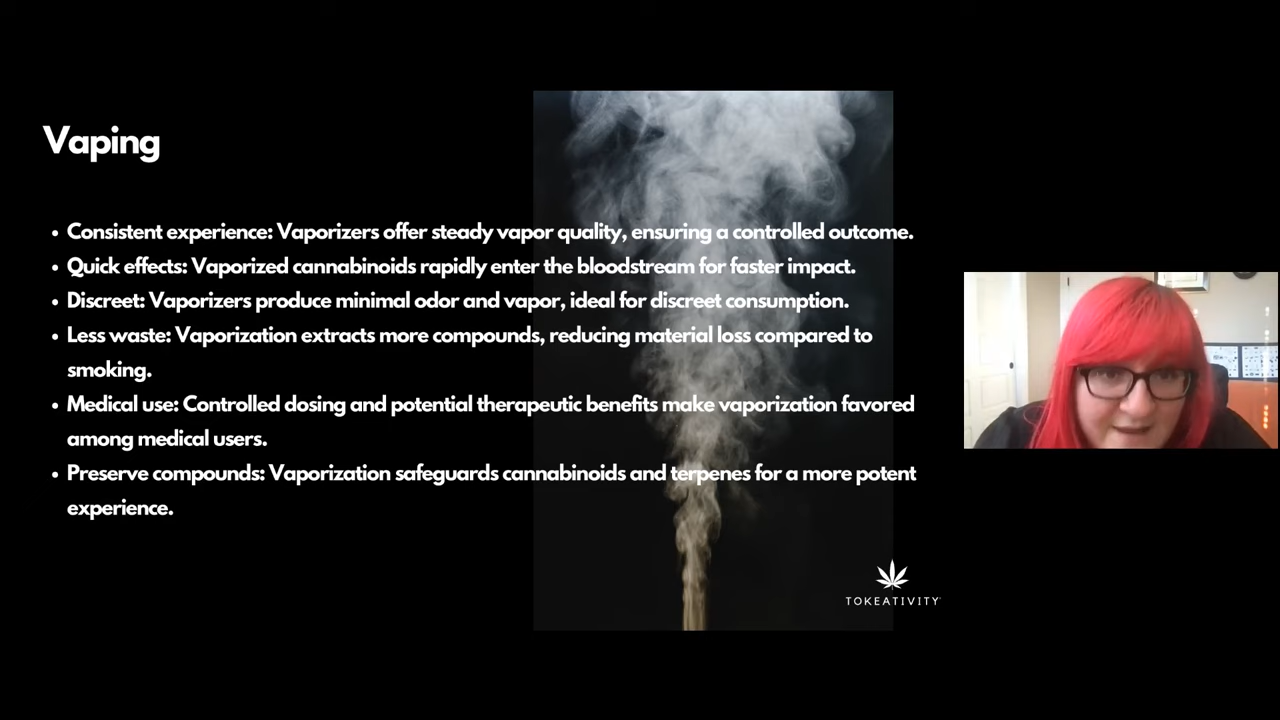 Vaping
• Consistent experience: Vaporizers offer steady vapor quality, ensuring a controlled outcome.
• Quick effects: Vaporized cannabinoids rapidly enter the bloodstream for faster impact.
• Discreet: Vaporizers produce minimal odor and vapor, ideal for discreet consumption.
• Less waste: Vaporization extracts more compounds, reducing material loss compared to
smoking.
• Medical use: Controlled dosing and potential therapeutic benefits make vaporization favored
among medical users.
• Preserve compounds: Vaporization safeguards cannabinoids and terpenes for a more potent
experience.
TOKEATIVITY